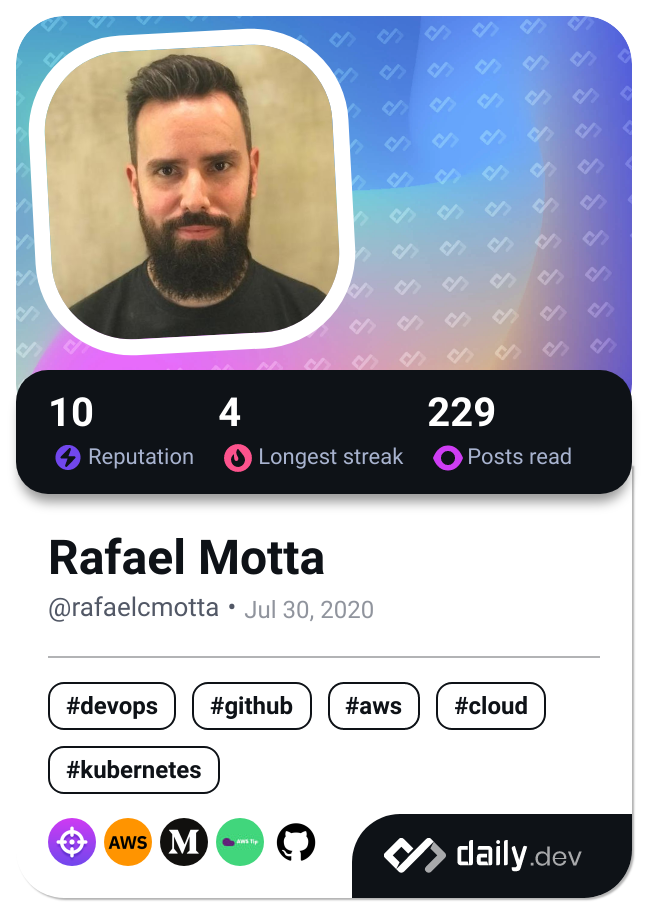 10 4 229
Reputation Longest streak Posts read
Rafael Motta
@rafaelcmotta • Jul 30, 2020
#devops #github #aws #cloud
#kubernetes
AWS M AWS Tip daily.dev